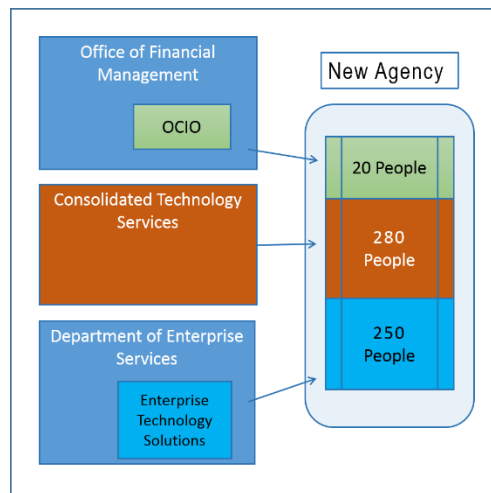 Office of Financial
Management
OCIO
Consolidated Technology
Services
Department of Enterprise
Services
Enterprise
Technology
Solutions
New Agency
20 People
280
People
250
People